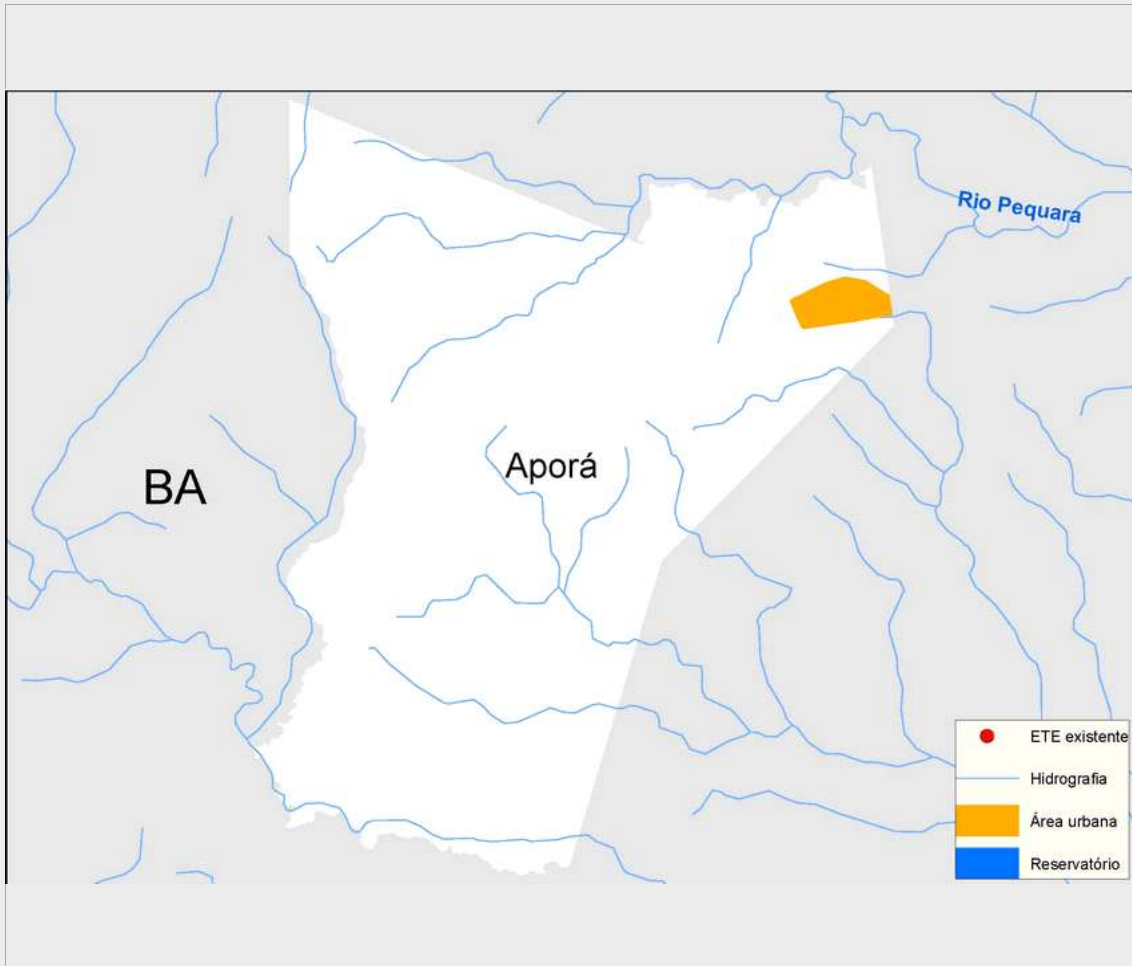 Rio Pequara
Aporá
BA
ETE existente
Hidrografia
Área urbana
Reservatório